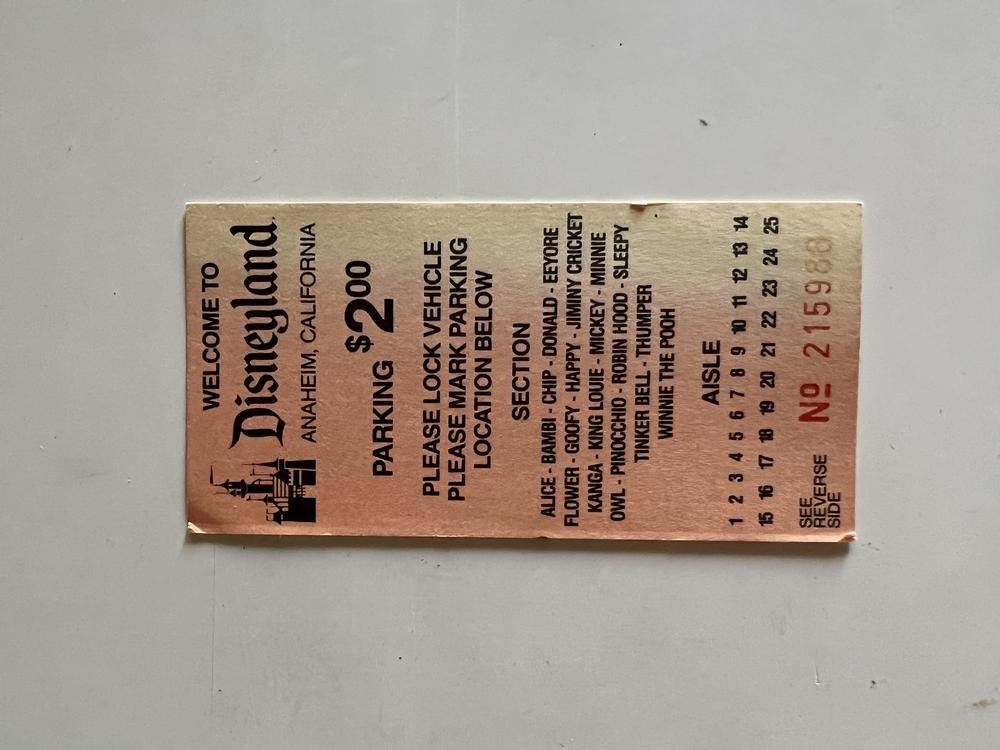 WELCOME TO
Disneyland.
ANAHEIM, CALIFORNIA
PARKING $2 00
PLEASE LOCK VEHICLE
PLEASE MARK PARKING
LOCATION BELOW
SECTION
ALICE - BAMBI - CHIP - DONALD - EEYORE
FLOWER - GOOFY - HAPPY - JIMINY CRICKET
KANGA - KING LOUIE - MICKEY - MINNIE
OWL - PINOCCHIO - ROBIN HOOD - SLEEPY
TINKER BELL - THUMPER
WINNIE THE POOH
AISLE
1 2 3 4 5 6 7 8 9 10 11 12 13 14
15 16 17 18 19 20 21 22 23 24 25
SEE
REVERSE
SIDE
Nº 215980